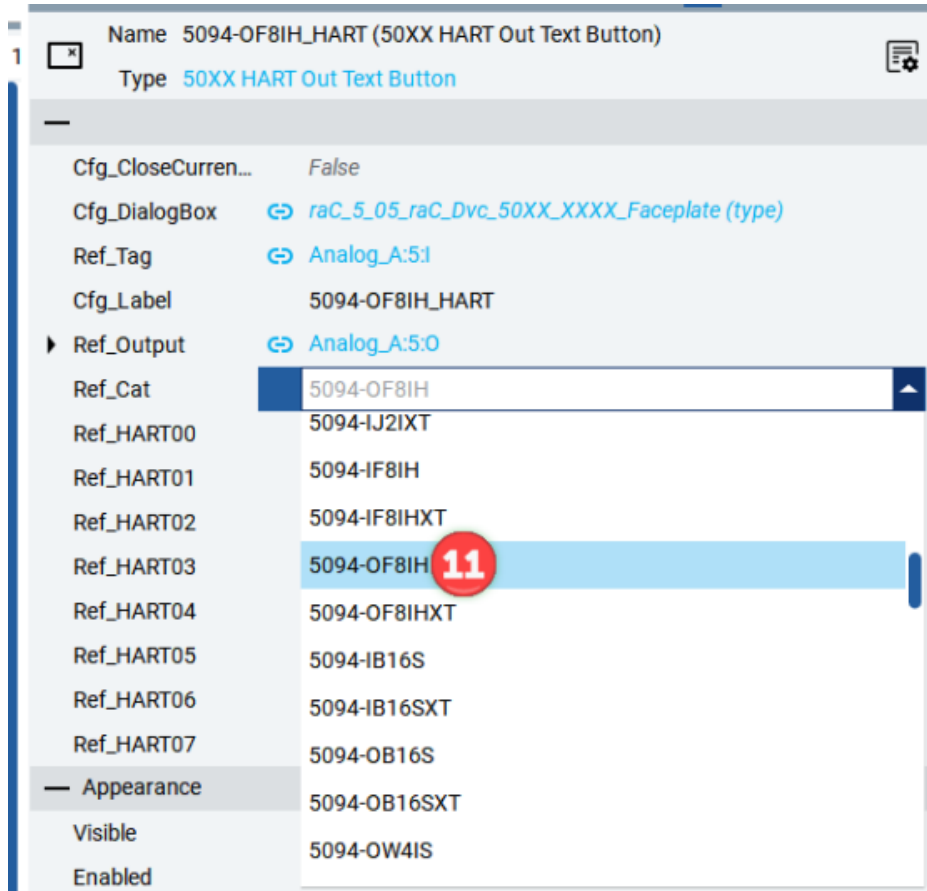 Name 5094-OF8IH_HART (50XX HART Out Text Button)
1
Type 50XX HART Out Text Button
Cfg_CloseCurren... False
Cfg_DialogBox raC_5_05_raC_Dvc_50XX_XXXX_Faceplate (type)
Ref_Tag Analog_A:5:I
Cfg_Label 5094-OF8IH_HART
Ref_Output Analog_A:5:O
Ref_Cat 5094-OF8IH
5094-IJ2IXT
Ref_HART00
5094-IF8IH
Ref_HART01
5094-IF8IHXT
Ref_HART02
5094-OF8IH 11
Ref_HART03
5094-OF8IHXT
Ref_HART04
5094-IB16S
Ref_HART05
5094-IB16SXT
Ref_HART06
5094-OB16S
Ref_HART07
Appearance
5094-OB16SXT
Visible
5094-OW4IS
Enabled